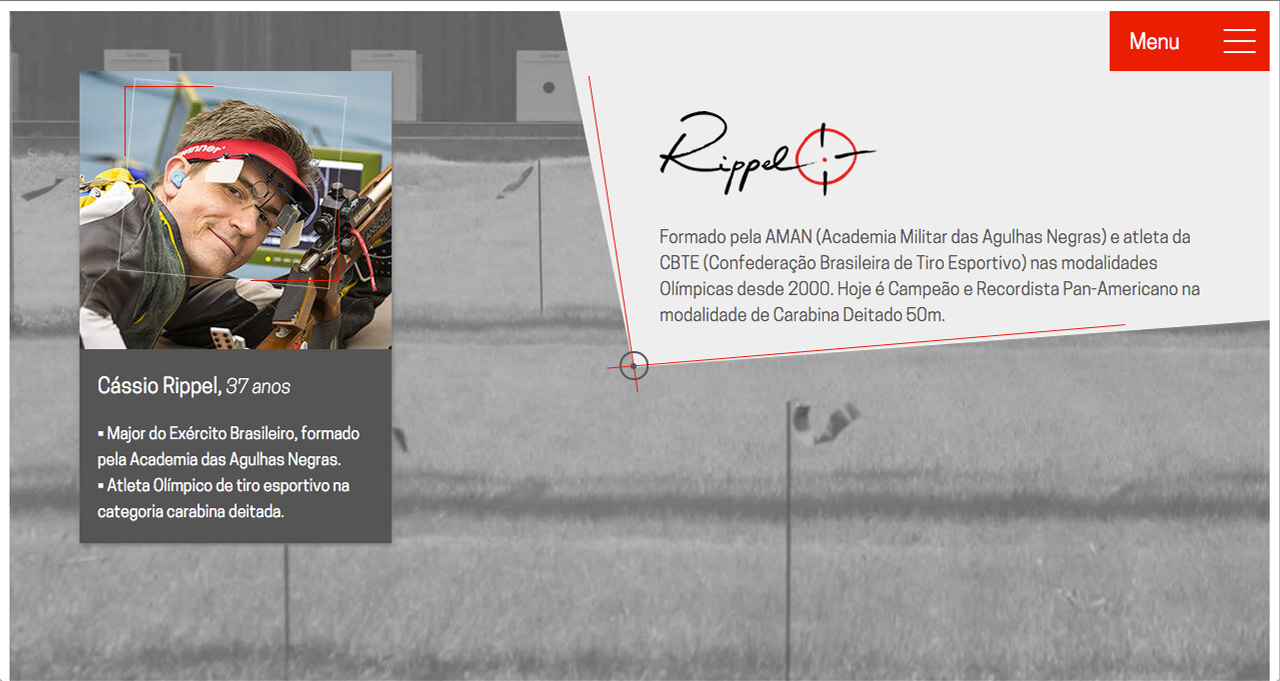 Menu
Rippel
Formado pela AMAN (Academia Militar das Agulhas Negras) e atleta da
CBTE (Confederação Brasileira de Tiro Esportivo) nas modalidades
Olímpicas desde 2000. Hoje é Campeão e Recordista Pan-Americano na
modalidade de Carabina Deitado 50m.
Cássio Rippel, 37 anos
▪ Major do Exército Brasileiro, formado
pela Academia das Agulhas Negras.
▪ Atleta Olímpico de tiro esportivo na
categoria carabina deitada.